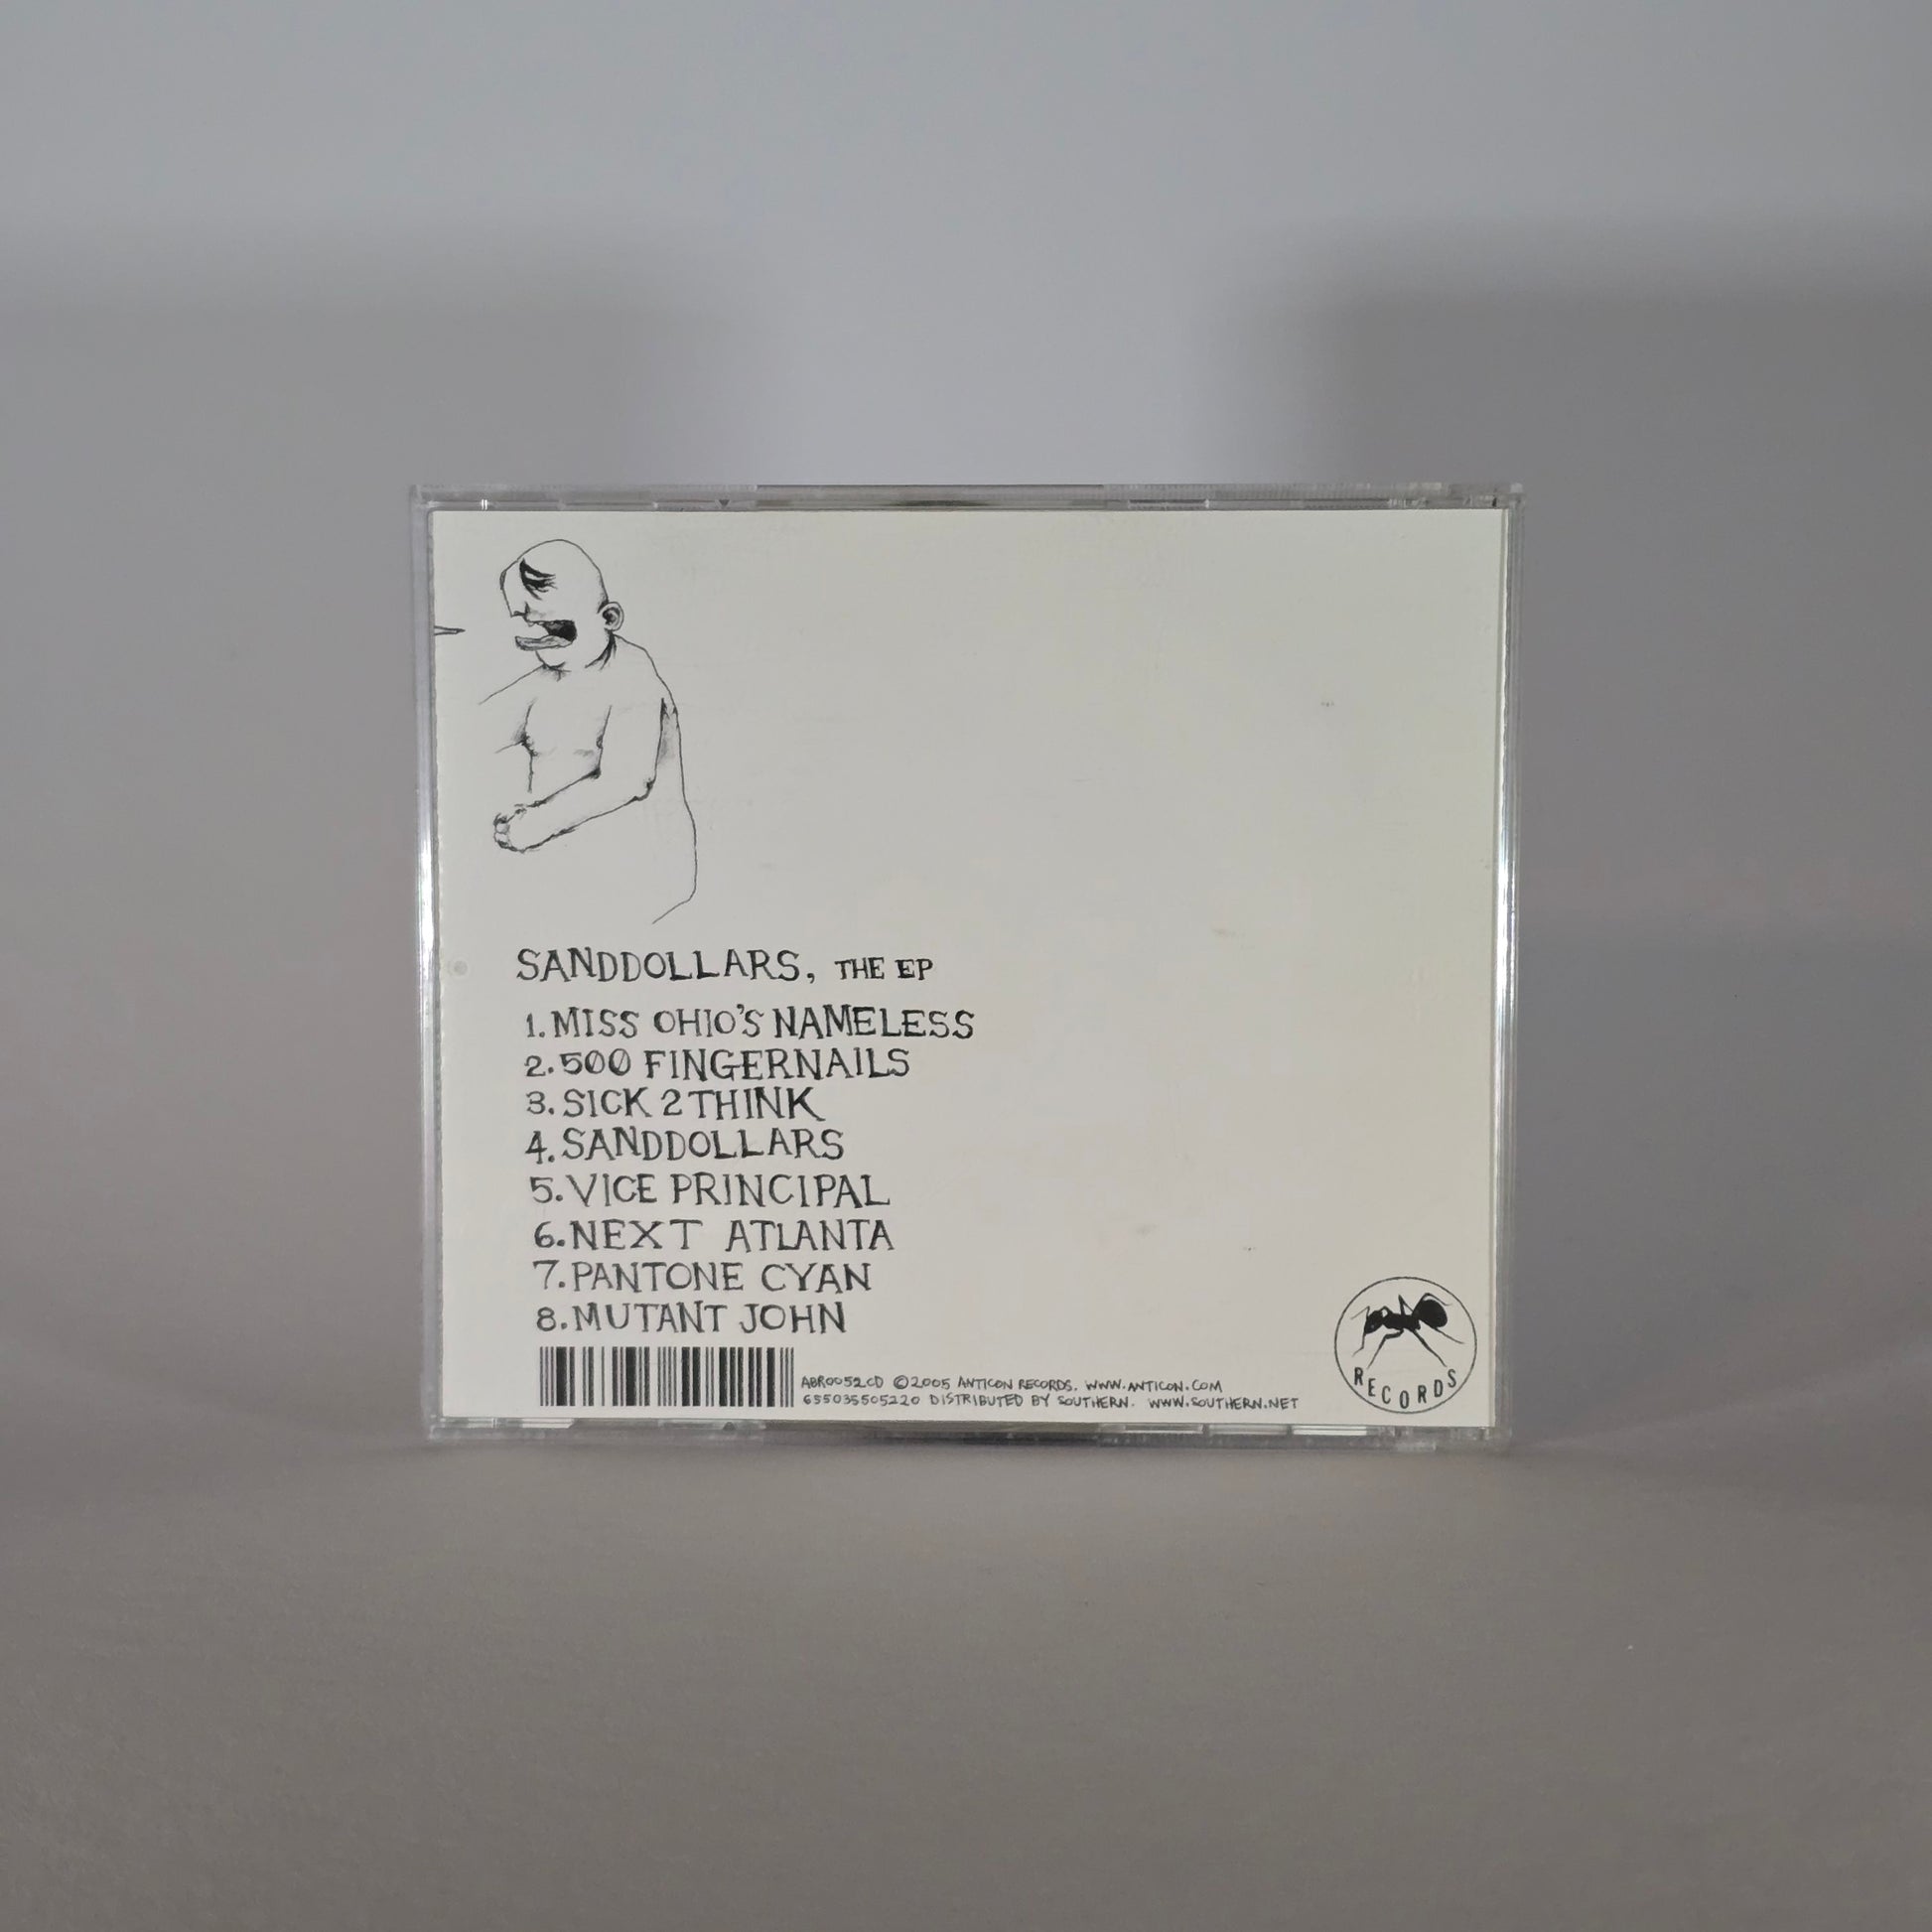 SANDDOLLARS, THE EP
1. MISS OHIO'S NAMELESS
2. 500 FINGERNAILS
3. SICK 2 THINK
4. SANDDOLLARS
5. VICE PRINCIPAL
6. NEXT ATLANTA
7. PANTONE CYAN
8. MUTANT JOHN
ABR0052CD ©2005 ANTICON RECORDS. WWW.ANTICON.COM
655035505220 DISTRIBUTED BY SOUTHERN. WWW.SOUTHERN.NET
RECORDS